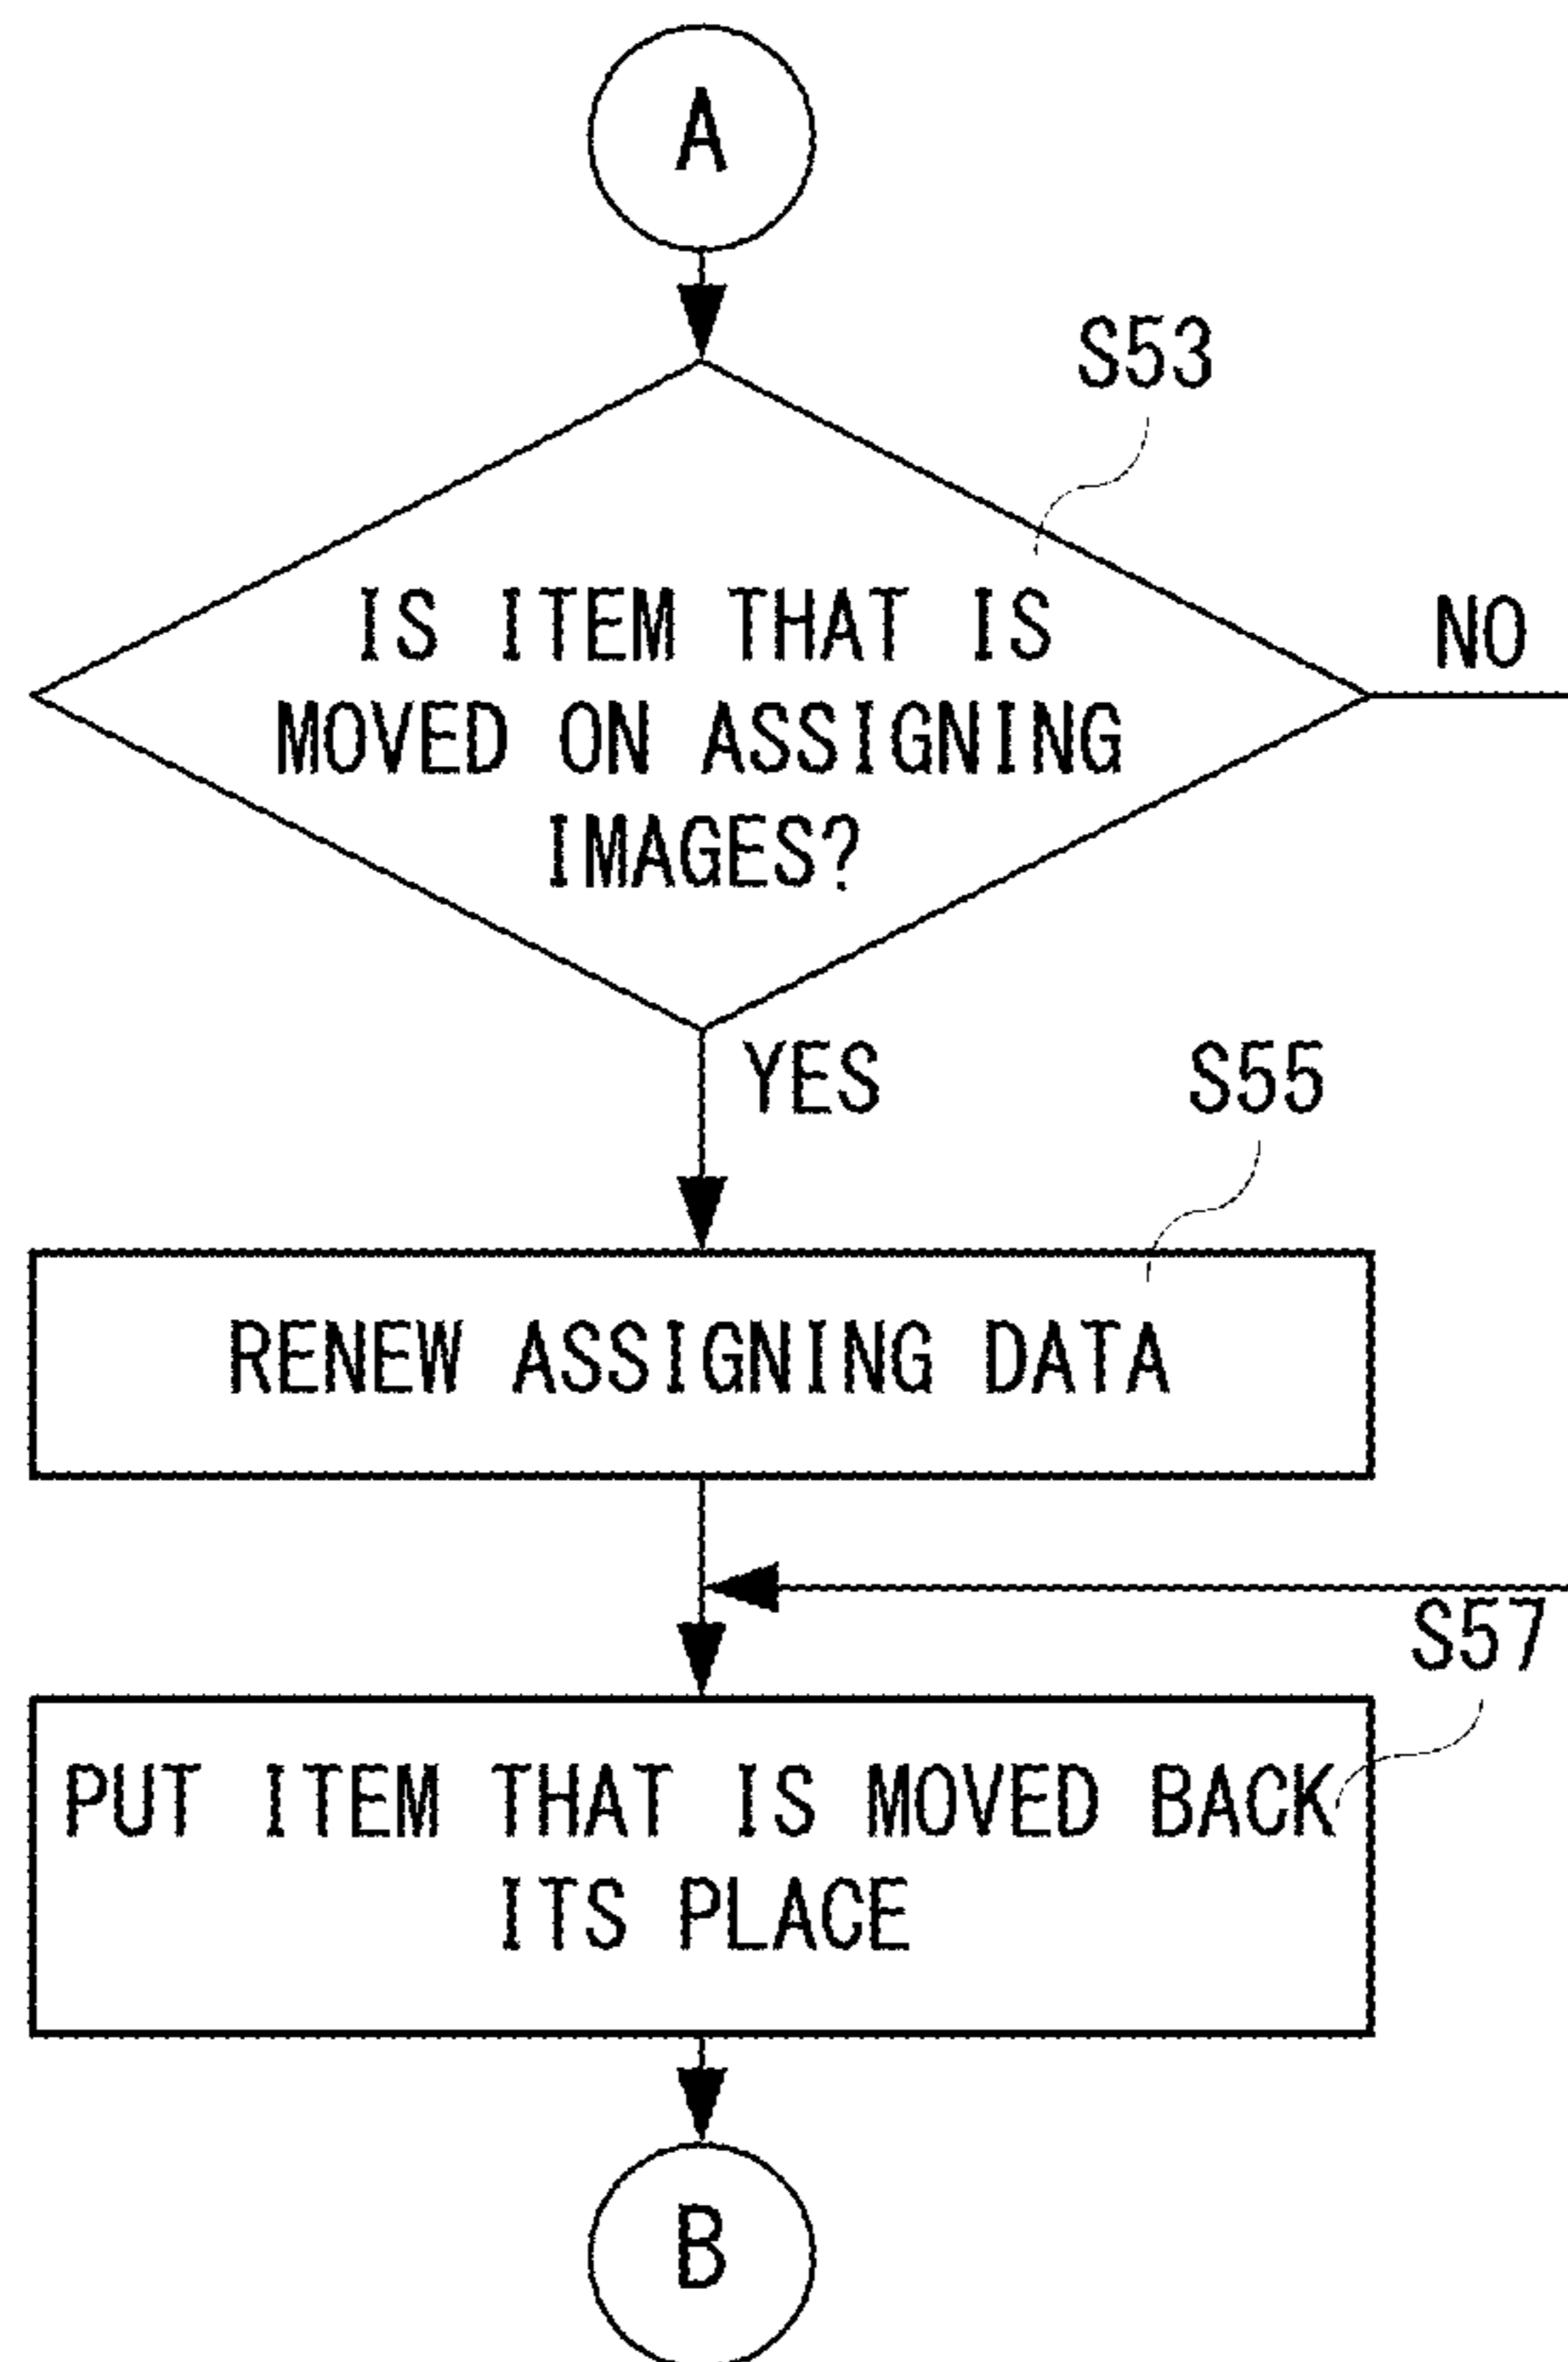 A
S53
IS ITEM THAT IS
MOVED ON ASSIGNING
IMAGES?
NO
YES
S55
RENEW ASSIGNING DATA
S57
PUT ITEM THAT IS MOVED BACK
ITS PLACE
B